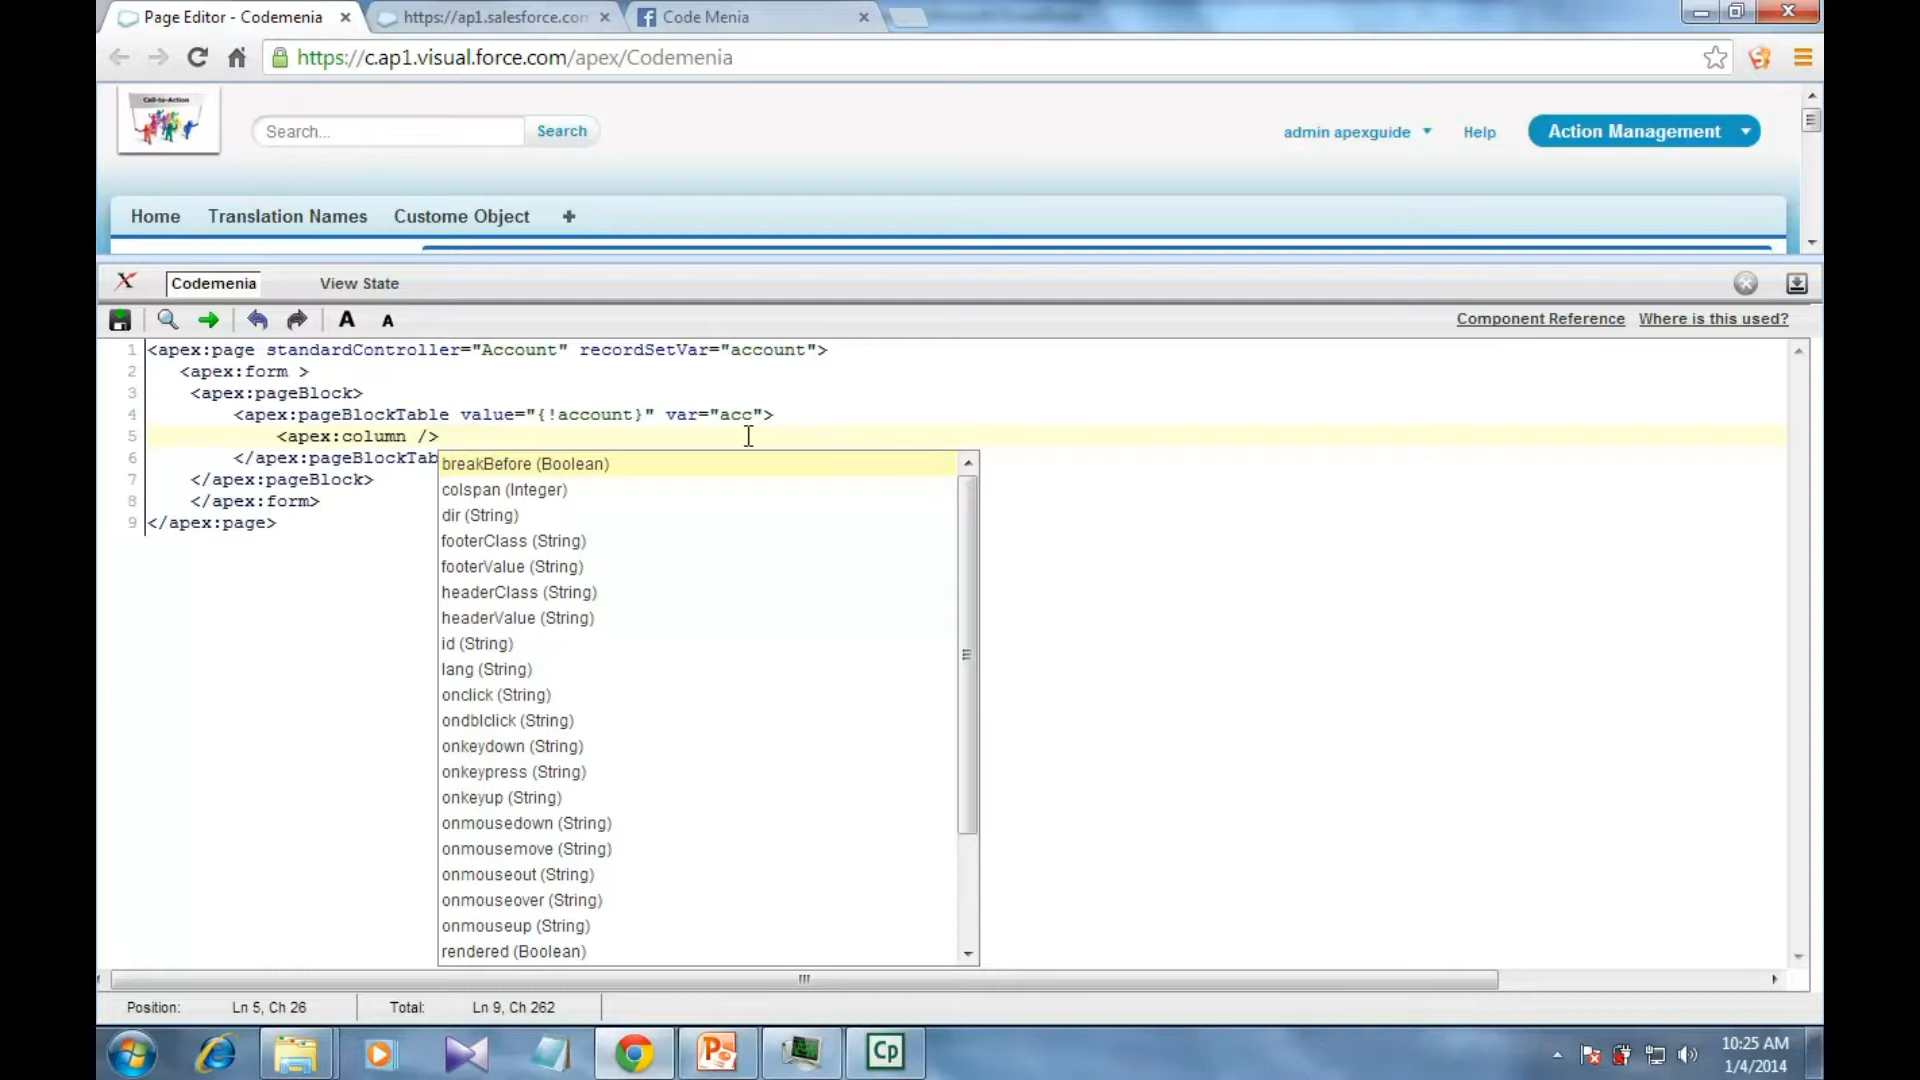 Page Editor - Codemenia
https://ap1.salesforce.com
Code Menia
https://c.ap1.visual.force.com/apex/Codemenia
Call-to-Action
Search...
Search
admin apexguide
Help
Action Management
Home
Translation Names
Custome Object
Codemenia
View State
A
A
Component Reference
Where is this used?
1 <apex:page standardController="Account" recordSetVar="account">
2 <apex:form >
3 <apex:pageBlock>
4 <apex:pageBlockTable value="{!account}" var="acc">
5 <apex:column />
6 </apex:pageBlockTab
7 </apex:pageBlock>
8 </apex:form>
9 </apex:page>
breakBefore (Boolean)
colspan (Integer)
dir (String)
footerClass (String)
footerValue (String)
headerClass (String)
headerValue (String)
id (String)
lang (String)
onclick (String)
ondblclick (String)
onkeydown (String)
onkeypress (String)
onkeyup (String)
onmousedown (String)
onmousemove (String)
onmouseout (String)
onmouseover (String)
onmouseup (String)
rendered (Boolean)
Position: Ln 5, Ch 26 Total: Ln 9, Ch 262
Cp
10:25 AM
1/4/2014